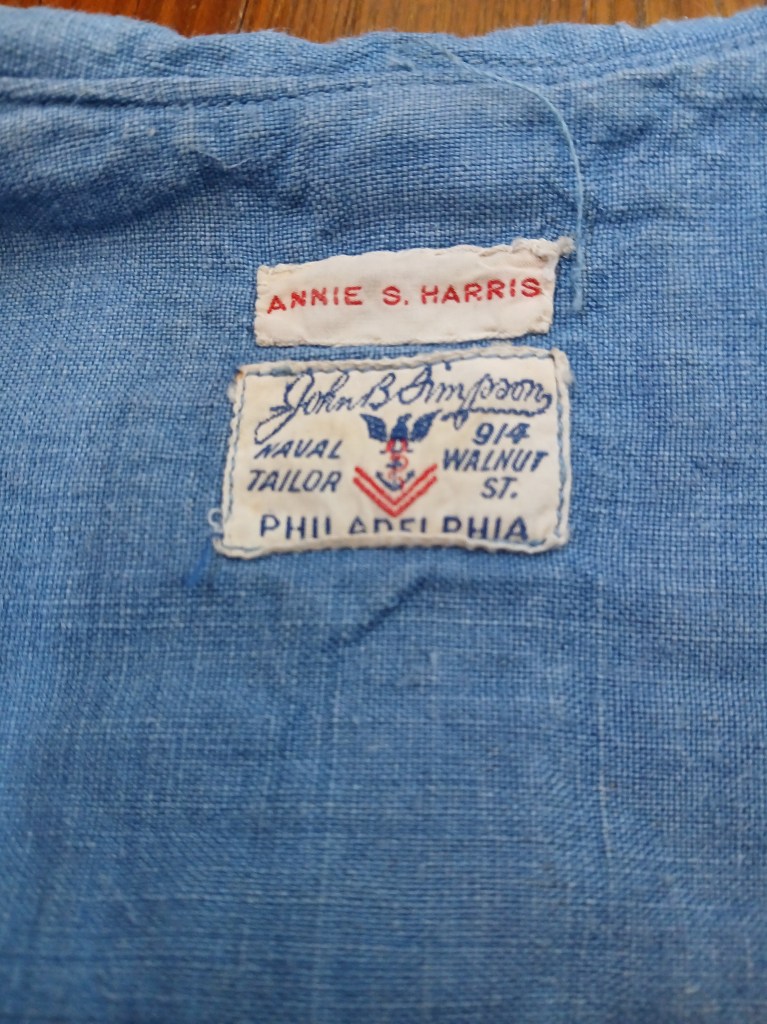 ANNIE S. HARRIS
John B Simpson
NAVAL TAILOR
914 WALNUT ST.
PHILADELPHIA